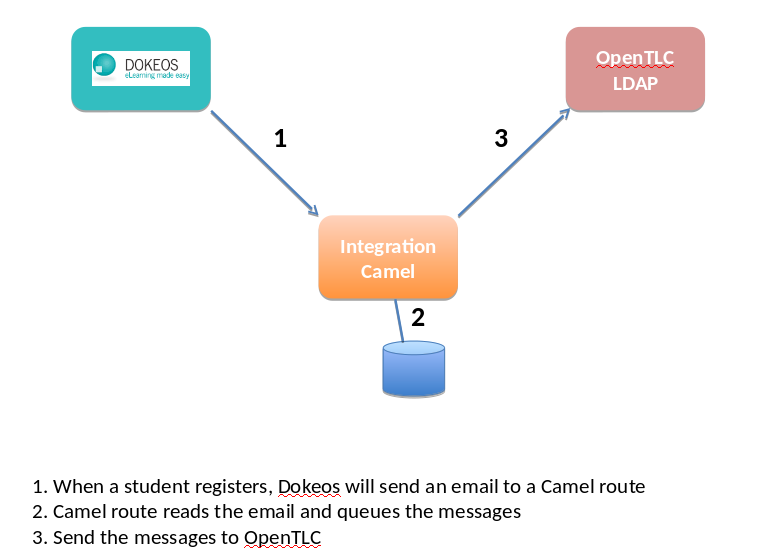 DOKEOS
eLearning made easy
OpenTLC
LDAP
1
3
Integration
Camel
2
1. When a student registers, Dokeos will send an email to a Camel route
2. Camel route reads the email and queues the messages
3. Send the messages to OpenTLC